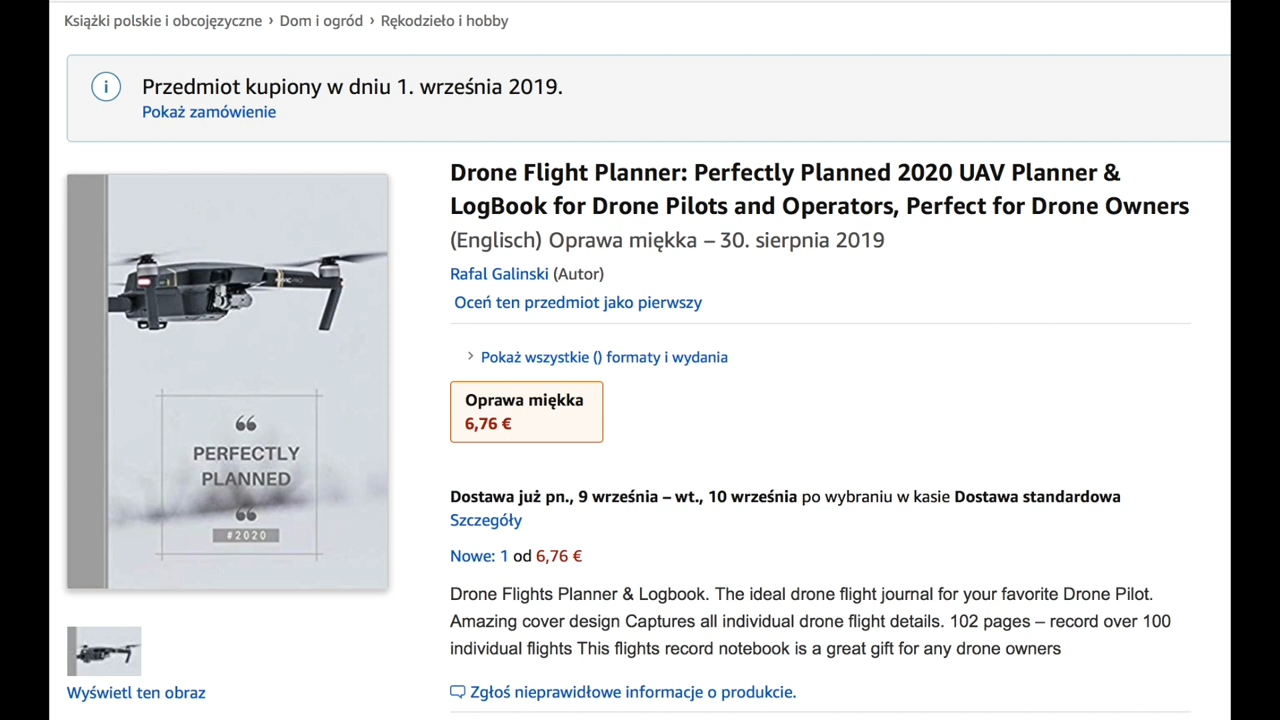 Książki polskie i obcojęzyczne › Dom i ogród › Rękodzieło i hobby
Przedmiot kupiony w dniu 1. września 2019.
Pokaż zamówienie
Drone Flight Planner: Perfectly Planned 2020 UAV Planner &
LogBook for Drone Pilots and Operators, Perfect for Drone Owners
(Englisch) Oprawa miękka – 30. sierpnia 2019
Rafal Galinski (Autor)
Oceń ten przedmiot jako pierwszy
› Pokaż wszystkie () formaty i wydania
Oprawa miękka
6,76 €
Dostawa już pn., 9 września – wt., 10 września po wybraniu w kasie Dostawa standardowa
Szczegóły
Nowe: 1 od 6,76 €
Drone Flights Planner & Logbook. The ideal drone flight journal for your favorite Drone Pilot.
Amazing cover design Captures all individual drone flight details. 102 pages – record over 100
individual flights This flights record notebook is a great gift for any drone owners
Zgłoś nieprawidłowe informacje o produkcie.
“
PERFECTLY
PLANNED
“
#2020
Wyświetl ten obraz